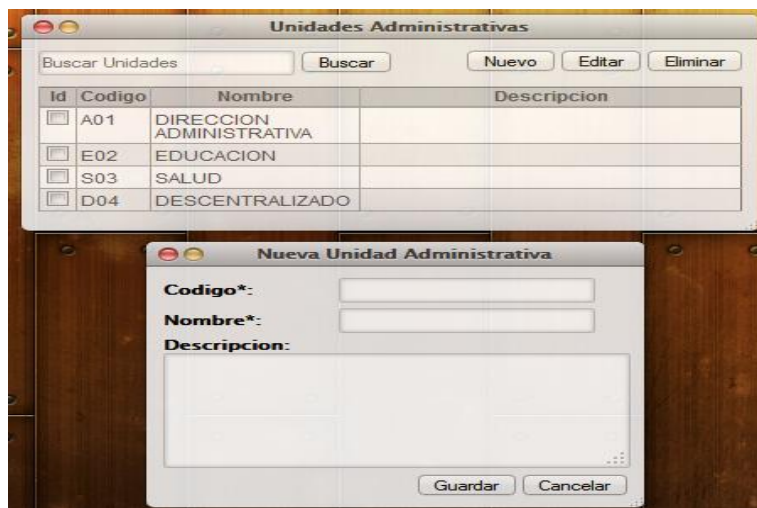 Unidades Administrativas
Buscar Unidades Buscar Nuevo Editar Eliminar
Id Codigo Nombre Descripcion
A01 DIRECCION
ADMINISTRATIVA
E02 EDUCACION
S03 SALUD
D04 DESCENTRALIZADO
Nueva Unidad Administrativa
Codigo*:
Nombre*:
Descripcion:
Guardar Cancelar